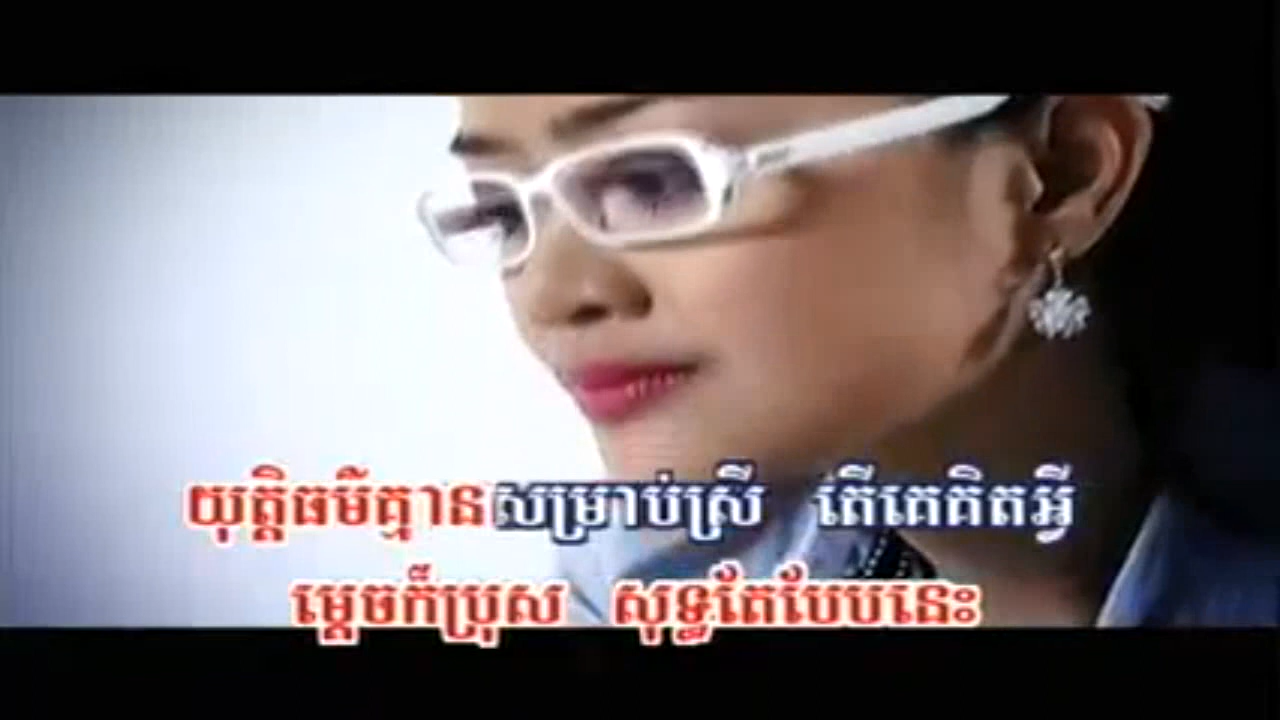 យុត្តិធម៌គ្មានសម្រាប់ស្រី តើគេគិតអ្វី
ម្ដេចក៏ប្រុស សុទ្ធតែបែបនេះ